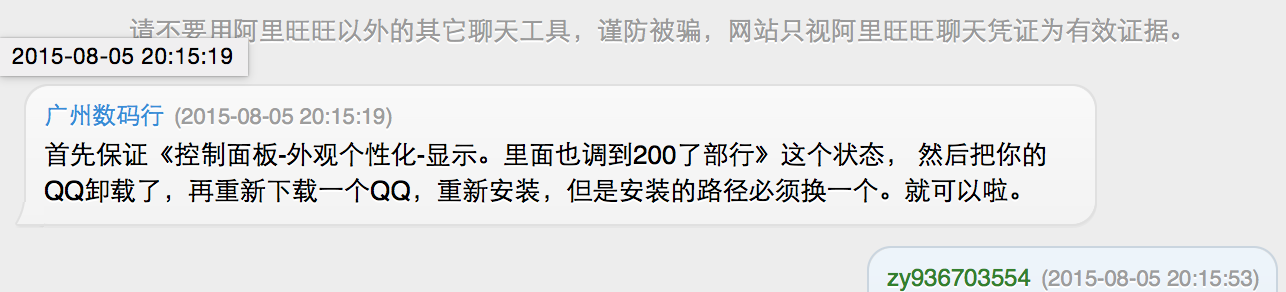 请不要用阿里旺旺以外的其它聊天工具，谨防被骗，网站只视阿里旺旺聊天凭证为有效证据。
2015-08-05 20:15:19
广州数码行 (2015-08-05 20:15:19)
首先保证《控制面板-外观个性化-显示。里面也调到200了部行》这个状态， 然后把你的
QQ卸载了，再重新下载一个QQ，重新安装，但是安装的路径必须换一个。就可以啦。
zy936703554 (2015-08-05 20:15:53)